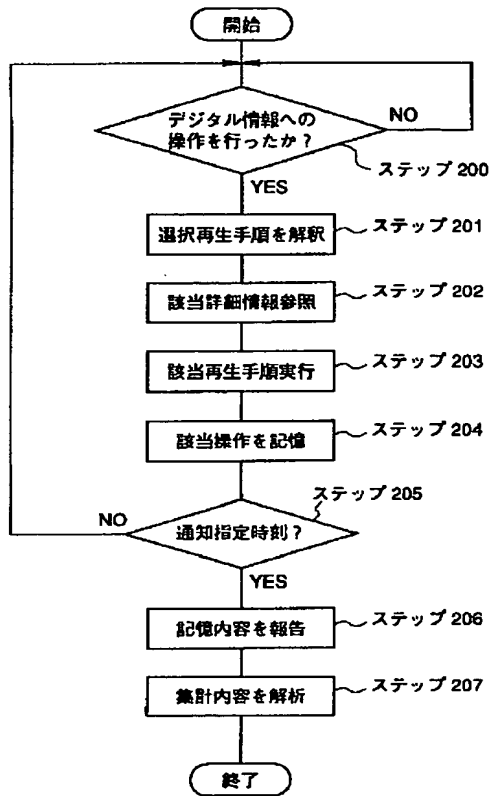 開始
デジタル情報への
操作を行ったか？
NO
ステップ 200
YES
選択再生手順を解釈
ステップ 201
該当詳細情報参照
ステップ 202
該当再生手順実行
ステップ 203
該当操作を記憶
ステップ 204
ステップ 205
NO
通知指定時刻？
YES
記憶内容を報告
ステップ 206
集計内容を解析
ステップ 207
終了